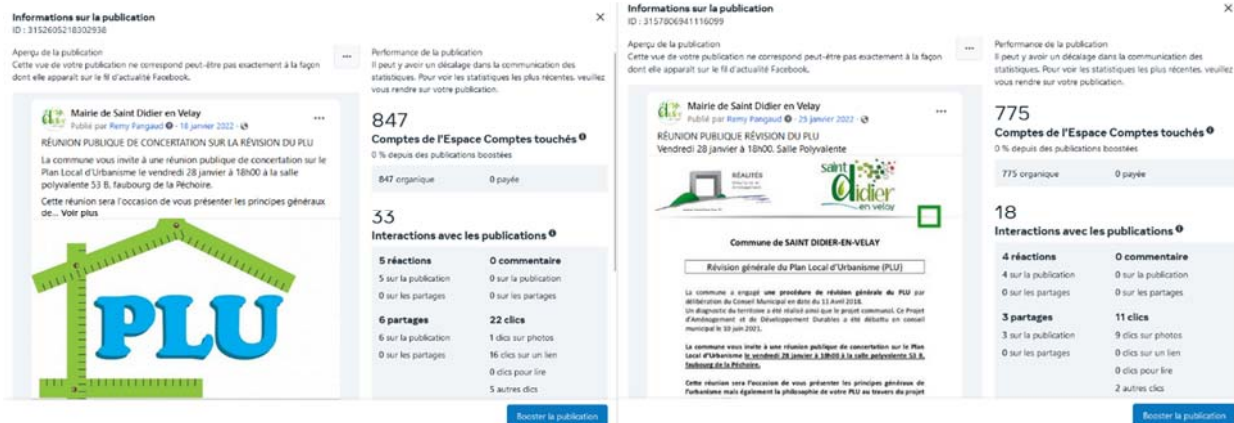 Informations sur la publication
ID : 3152605218302938
Aperçu de la publication
Cette vue de votre publication ne correspond peut-être pas exactement à la façon
dont elle apparaît sur le fil d'actualité Facebook.
Mairie de Saint Didier en Velay
Publié par Remy Pangaud
RÉUNION PUBLIQUE DE CONCERTATION SUR LA RÉVISION DU PLU
La commune vous invite à une réunion publique de concertation sur le
Plan Local d'Urbanisme le vendredi 28 janvier à 18h00 à la salle
polyvalente 53 B, faubourg de la Péchoire.
Cette réunion sera l'occasion de vous présenter les principes généraux
de... Voir plus
PLU
Performance de la publication
Il peut y avoir un décalage dans la communication des
statistiques. Pour voir les statistiques les plus récentes, veuillez
vous rendre sur votre publication.
847
Comptes de l'Espace Comptes touchés
0 % depuis des publications boostées
847 organique 0 payée
33
Interactions avec les publications
5 réactions 0 commentaire
5 sur la publication 0 sur la publication
0 sur les partages 0 sur les partages
6 partages 22 clics
6 sur la publication 1 clics sur photos
0 sur les partages 16 clics sur un lien
0 clics pour lire
5 autres clics
Booster la publication
Informations sur la publication
ID : 3157806941116099
Aperçu de la publication
Cette vue de votre publication ne correspond peut-être pas exactement à la façon
dont elle apparaît sur le fil d'actualité Facebook.
Mairie de Saint Didier en Velay
Publié par Remy Pangaud
RÉUNION PUBLIQUE RÉVISION DU PLU
Vendredi 28 janvier à 18h00. Salle Polyvalente
RÉALITÉS
saint
Didier
en velay
Commune de SAINT DIDIER-EN-VELAY
Révision générale du Plan Local d'Urbanisme (PLU)
La commune a engagé une procédure de révision générale du PLU par
délibération du Conseil Municipal en date du 13 Avril 2018.
Un diagnostic du territoire a été réalisé ainsi que le projet communal. Ce Projet
d'Aménagement et de Développement Durables a été débattu en conseil
municipal le 10 juin 2021.
La commune vous invite à une réunion publique de concertation sur le Plan
Local d'Urbanisme le vendredi 28 janvier à 18h00 à la salle polyvalente 53 B,
faubourg de la Péchoire.
Cette réunion sera l'occasion de vous présenter les principes généraux de
l'urbanisme mais également la philosophie de votre PLU au travers du projet
Performance de la publication
Il peut y avoir un décalage dans la communication des
statistiques. Pour voir les statistiques les plus récentes, veuillez
vous rendre sur votre publication.
775
Comptes de l'Espace Comptes touchés
0 % depuis des publications boostées
775 organique 0 payée
18
Interactions avec les publications
4 réactions 0 commentaire
4 sur la publication 0 sur la publication
0 sur les partages 0 sur les partages
3 partages 11 clics
3 sur la publication 9 clics sur photos
0 sur les partages 0 clics sur un lien
0 clics pour lire
2 autres clics
Booster la publication